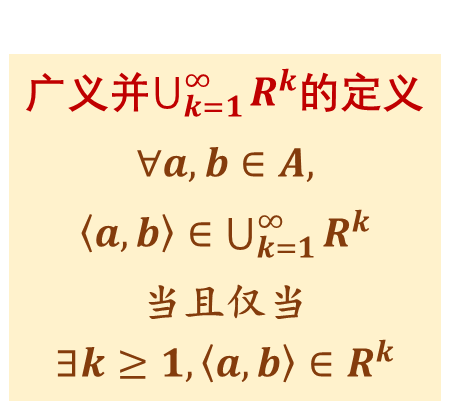 广义并⋃_{k=1}^{∞} R^k的定义
∀a, b ∈ A,
⟨a, b⟩ ∈ ⋃_{k=1}^{∞} R^k
当且仅当
∃k ≥ 1, ⟨a, b⟩ ∈ R^k